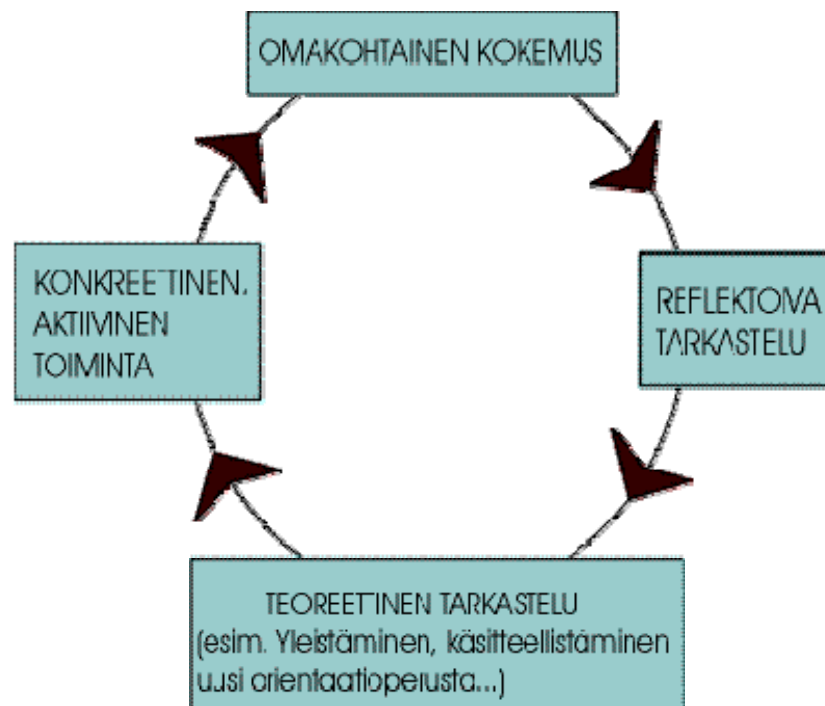 OMAKOHTAINEN KOKEMUS
REFLEKTOIVA
TARKASTELU
TEOREETTINEN TARKASTELU
(esim. Yleistäminen, käsitteellistäminen
uusi orientaatioperusta...)
KONKREETTINEN,
AKTIIVINEN
TOIMINTA